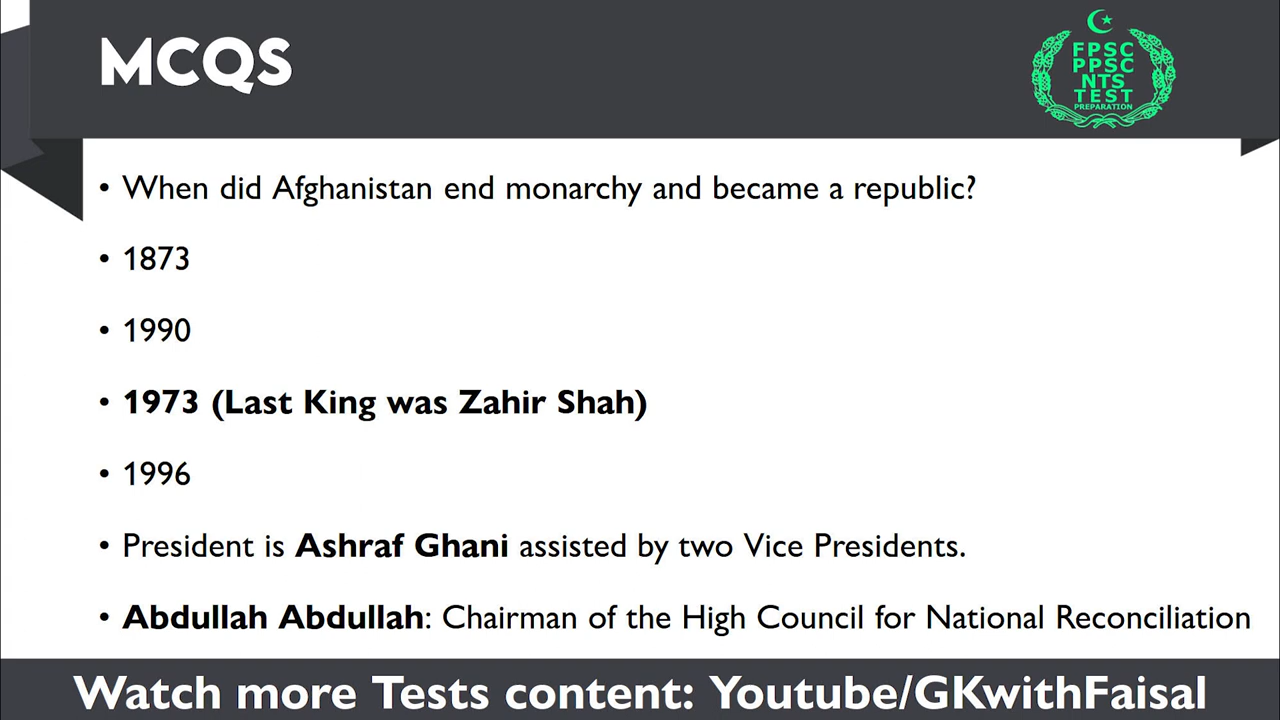 MCQS
FPSC
PPSC
NTS
TEST
PREPARATION
• When did Afghanistan end monarchy and became a republic?
• 1873
• 1990
• 1973 (Last King was Zahir Shah)
• 1996
• President is Ashraf Ghani assisted by two Vice Presidents.
• Abdullah Abdullah: Chairman of the High Council for National Reconciliation
Watch more Tests content: Youtube/GKwithFaisal